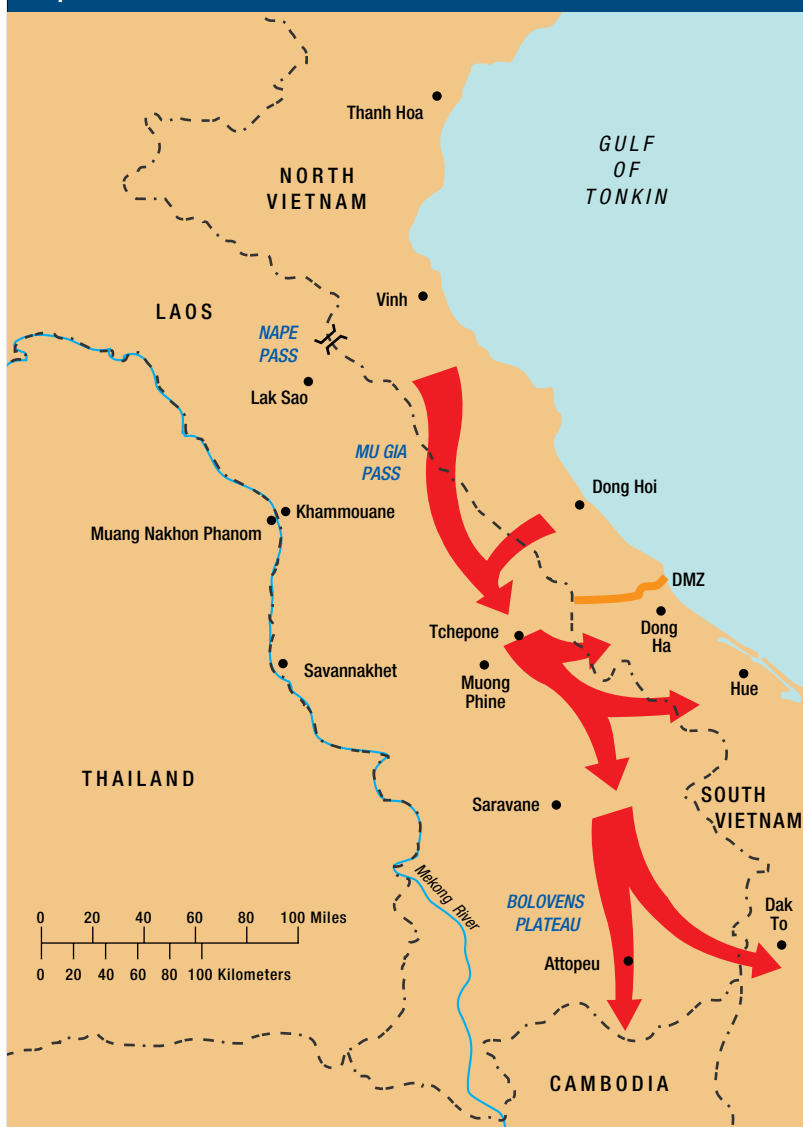 Thanh Hoa
GULF
OF
TONKIN
NORTH
VIETNAM
Vinh
LAOS
NAPE
PASS
Lak Sao
MU GIA
PASS
Dong Hoi
Khammouane
Muang Nakhon Phanom
DMZ
Dong
Ha
Tchepone
Muong
Phine
Savannakhet
Hue
THAILAND
SOUTH
VIETNAM
Saravane
Mekong River
BOLOVENS
PLATEAU
Dak
To
0 20 40 60 80 100 Miles
0 20 40 60 80 100 Kilometers
Attopeu
CAMBODIA